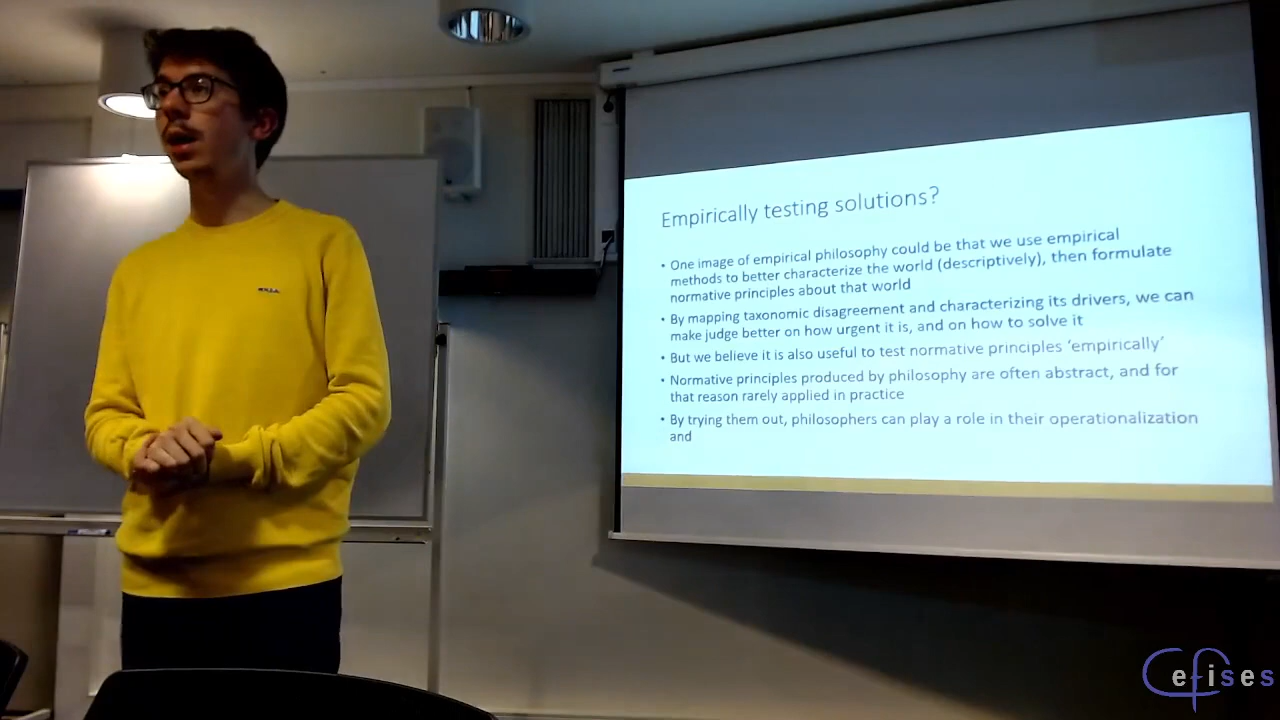 Empirically testing solutions?
• One image of empirical philosophy could be that we use empirical
methods to better characterize the world (descriptively), then formulate
normative principles about that world
• By mapping taxonomic disagreement and characterizing its drivers, we can
make judge better on how urgent it is, and on how to solve it
• But we believe it is also useful to test normative principles ‘empirically’
• Normative principles produced by philosophy are often abstract, and for
that reason rarely applied in practice
• By trying them out, philosophers can play a role in their operationalization
and
Cefises